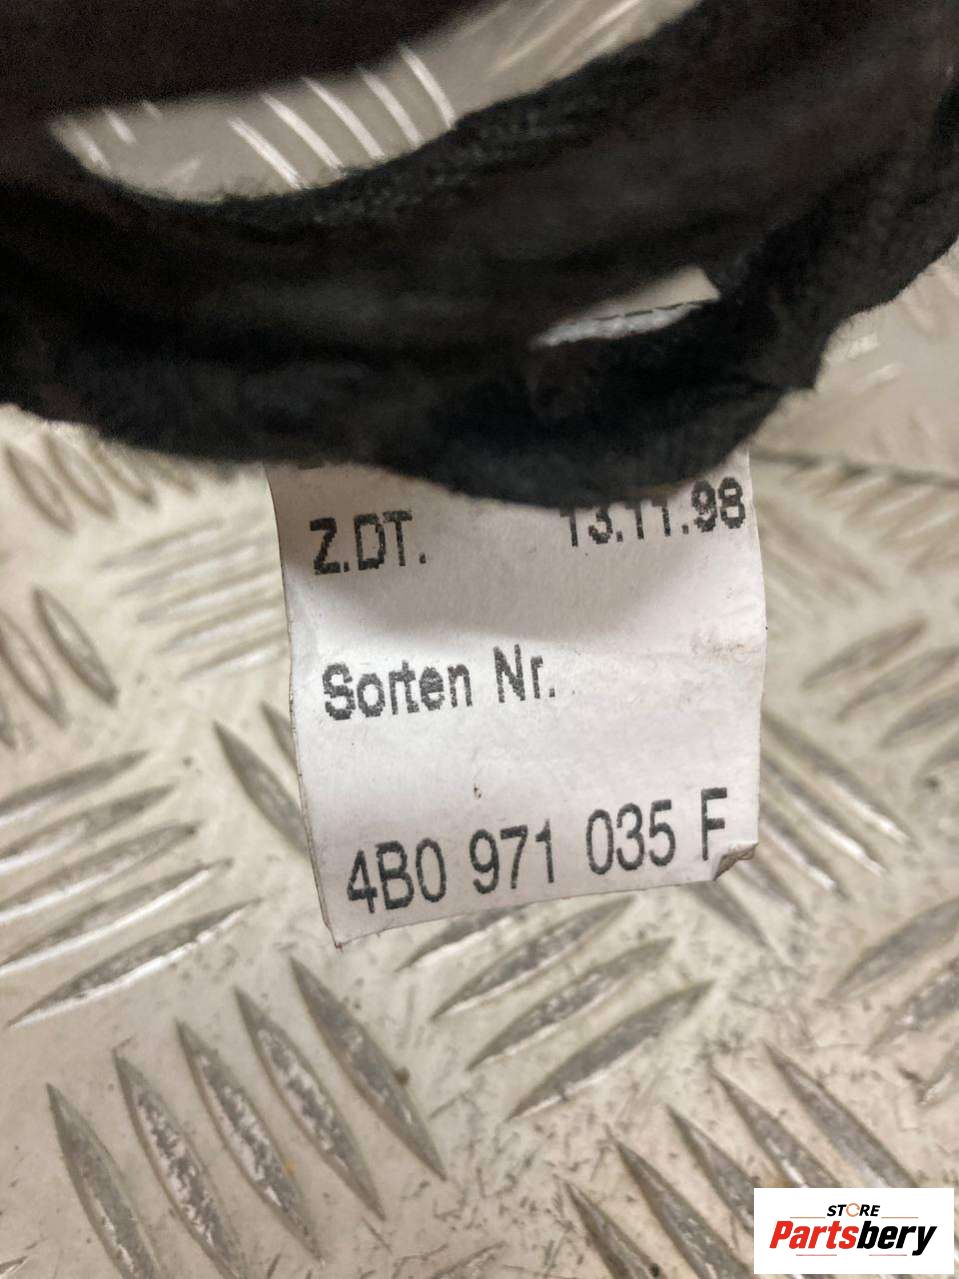 Z.DT. 13.11.98
Sorten Nr.
4B0 971 035 F
STORE
Partsbery